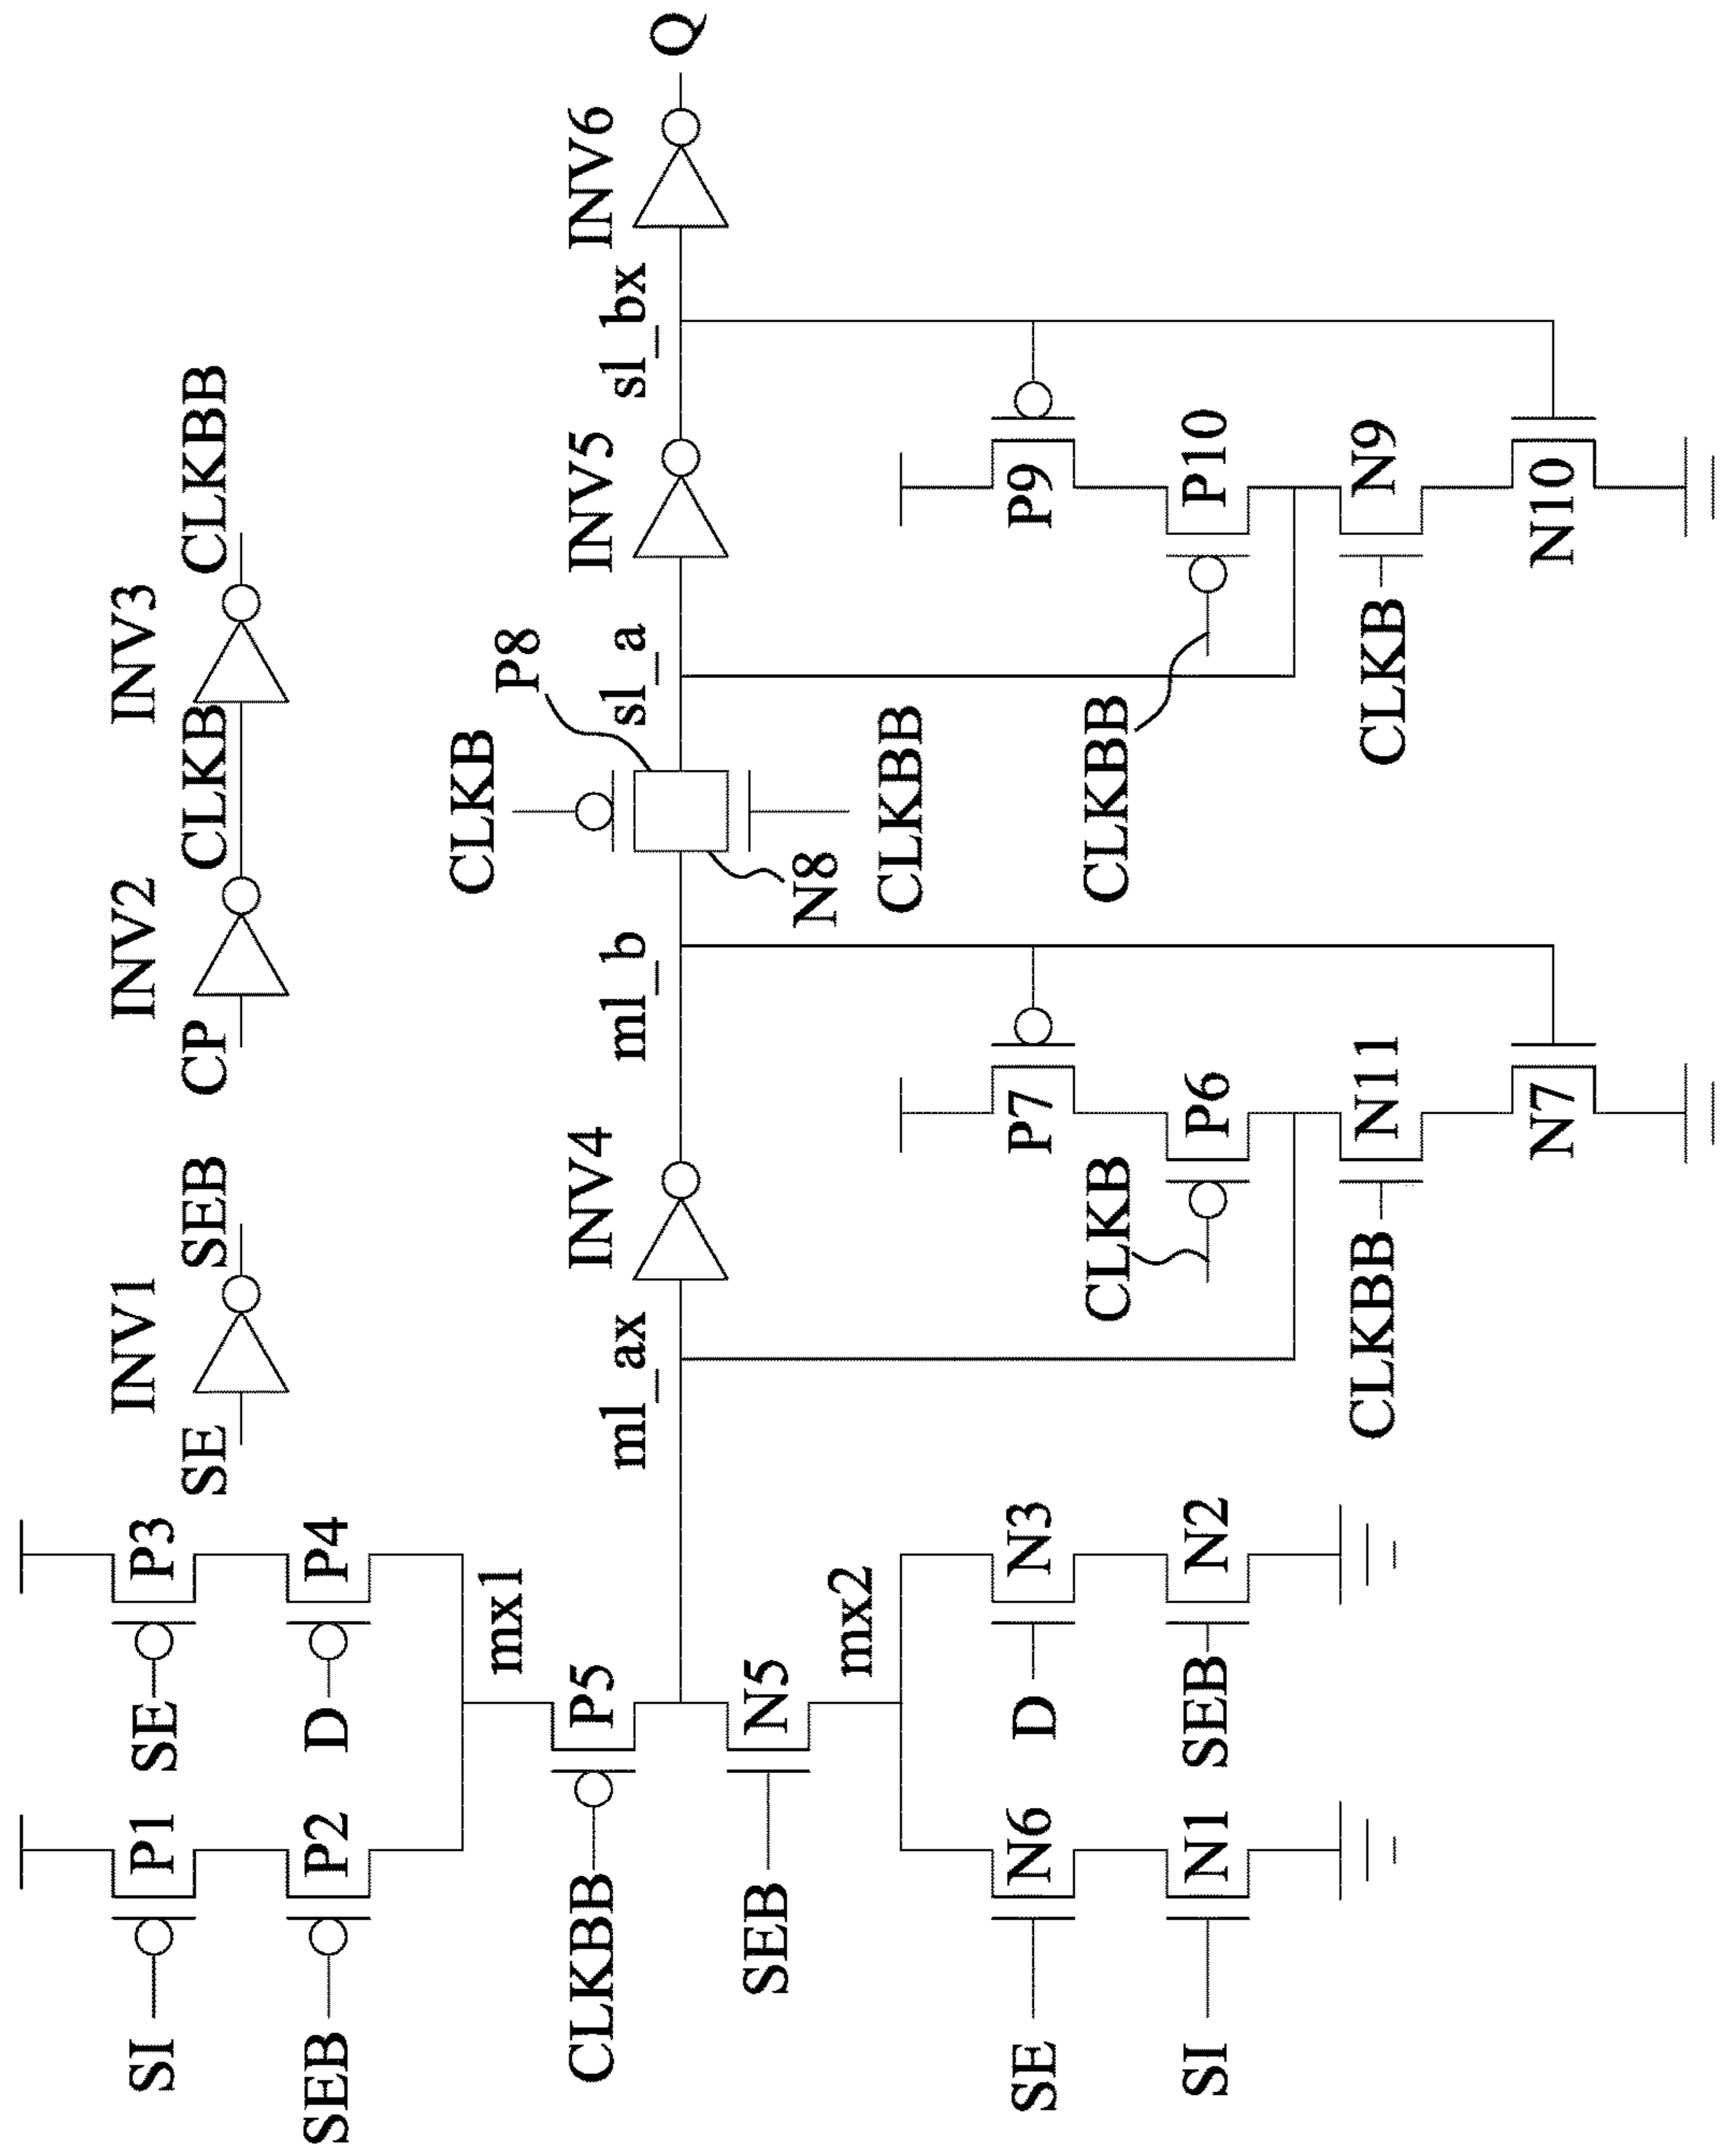 SI
P1
SE
P3
SEB
P2
D
P4
mx1
CLKBB
P5
SEB
N5
mx2
SE
N6
D
N3
SI
N1
SEB
N2
SE
INV1
SEB
CP
INV2
CLKB
INV3
CLKBB
ml_ax
INV4
ml_b
CLKB
P8
N8
CLKBB
sl_a
INV5
sl_bx
INV6
Q
P7
CLKB
P6
CLKBB
N11
N7
P9
CLKBB
P10
CLKB
N9
N10